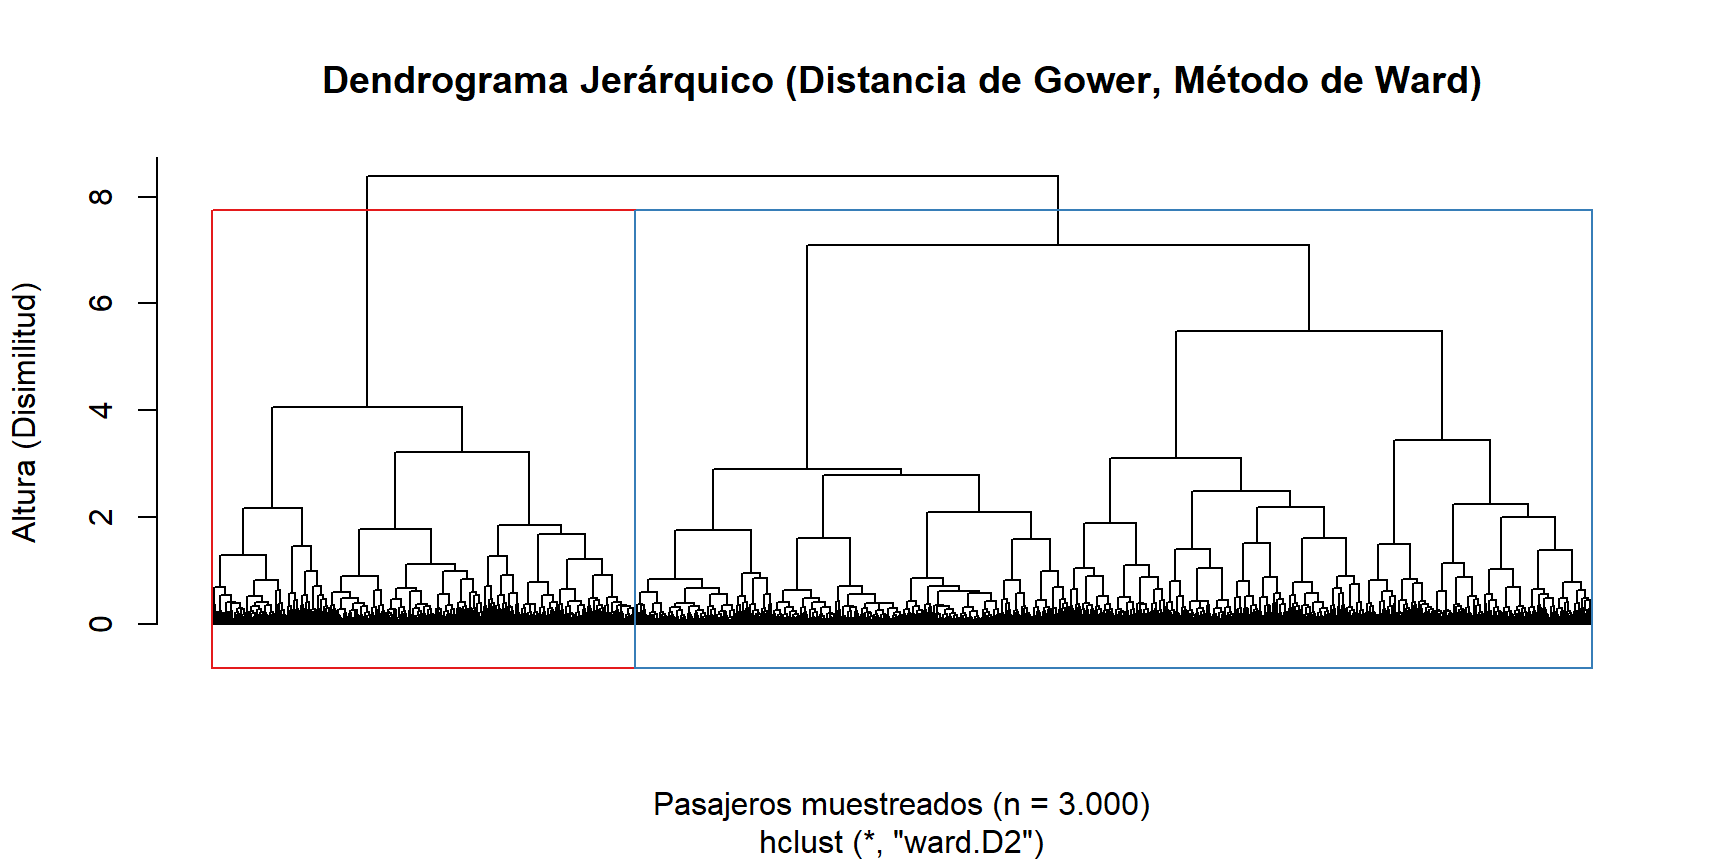 Dendrograma Jerárquico (Distancia de Gower, Método de Ward)
Altura (Disimilitud)
8
6
4
2
0
Pasajeros muestreados (n = 3.000)
hclust (*, "ward.D2")